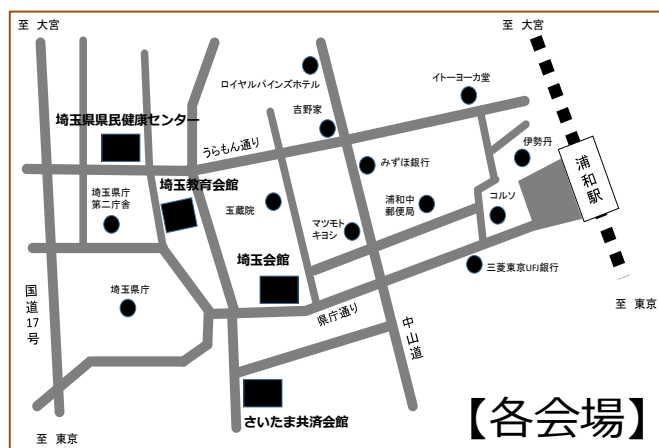 至 大宮
至 大宮
ロイヤルパインズホテル
イトーヨーカ堂
吉野家
埼玉県県民健康センター
うらもん通り
伊勢丹
みずほ銀行
浦和駅
埼玉教育会館
埼玉県庁
第二庁舎
玉蔵院
浦和中
郵便局
コルソ
マツモト
キヨシ
埼玉会館
三菱東京UFJ銀行
国道17号
埼玉県庁
県庁通り
中山道
至 東京
さいたま共済会館
【各会場】
至 東京